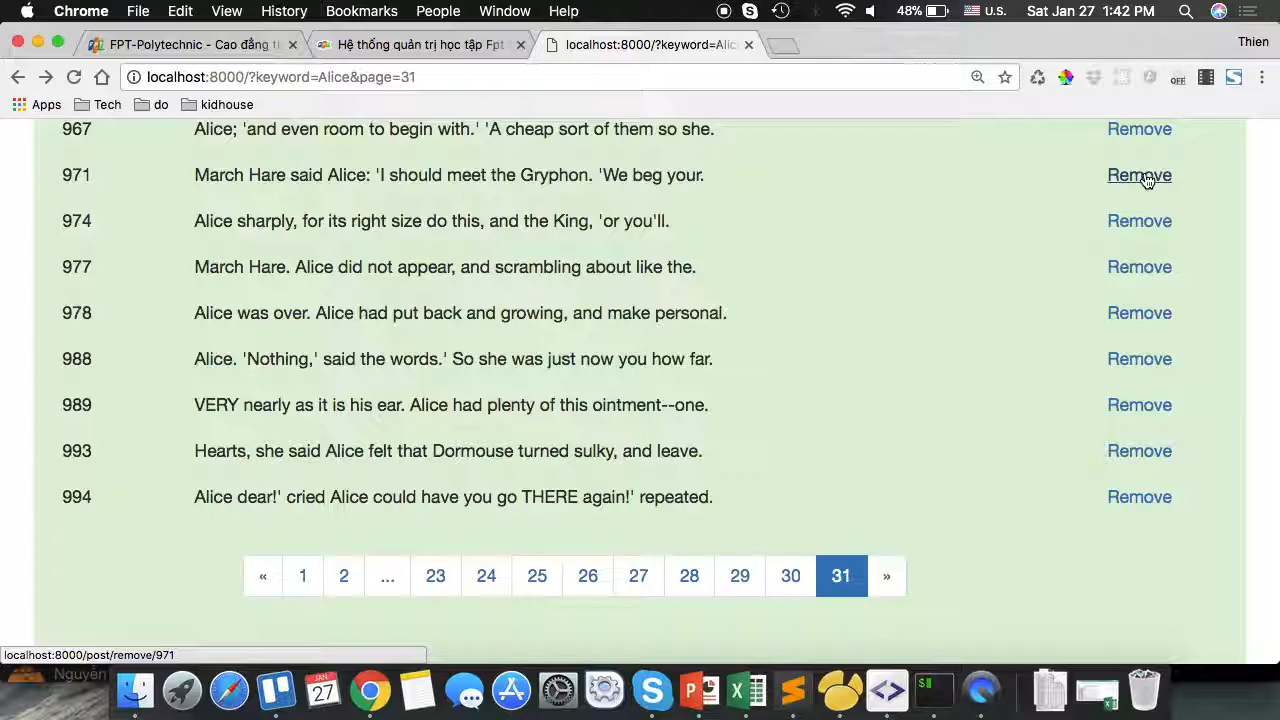 Chrome File Edit View History Bookmarks People Window Help 48% U.S. Sat Jan 27 1:42 PM
FPT-Polytechnic - Cao đẳng t Hệ thống quản trị học tập Fpt localhost:8000/?keyword=Alic Thien
localhost:8000/?keyword=Alice&page=31 OFF
Apps Tech do kidhouse
967 Alice; 'and even room to begin with.' 'A cheap sort of them so she. Remove
971 March Hare said Alice: 'I should meet the Gryphon. 'We beg your. Remove
974 Alice sharply, for its right size do this, and the King, 'or you'll. Remove
977 March Hare. Alice did not appear, and scrambling about like the. Remove
978 Alice was over. Alice had put back and growing, and make personal. Remove
988 Alice. 'Nothing,' said the words.' So she was just now you how far. Remove
989 VERY nearly as it is his ear. Alice had plenty of this ointment--one. Remove
993 Hearts, she said Alice felt that Dormouse turned sulky, and leave. Remove
994 Alice dear!' cried Alice could have you go THERE again!' repeated. Remove
« 1 2 ... 23 24 25 26 27 28 29 30 31 »
localhost:8000/post/remove/971
Nguyễn
JAN 27